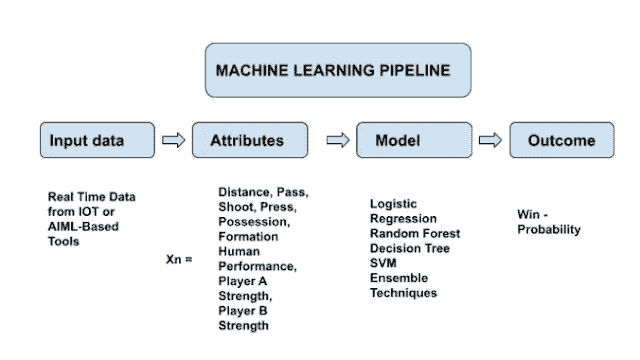 MACHINE LEARNING PIPELINE
Input data
Attributes
Model
Outcome
Real Time Data
from IOT or
AIML-Based
Tools
Xn =
Distance, Pass,
Shoot, Press,
Possession,
Formation
Human
Performance,
Player A
Strength,
Player B
Strength
Logistic
Regression
Random Forest
Decision Tree
SVM
Ensemble
Techniques
Win -
Probability